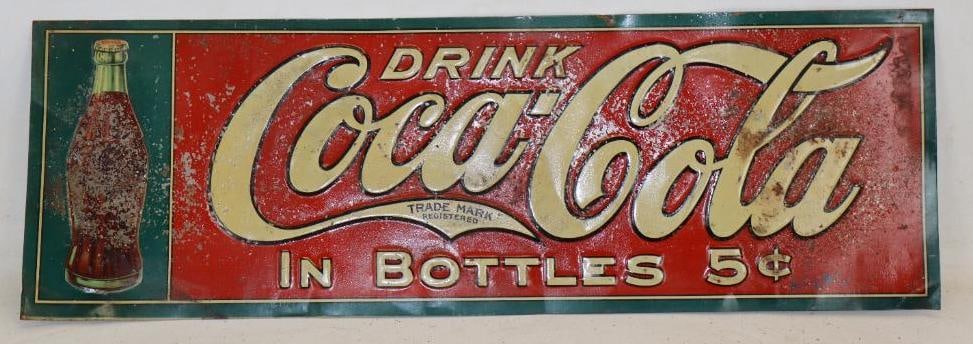 DRINK
Coca-Cola
TRADE MARK
REGISTERED
IN BOTTLES 5¢